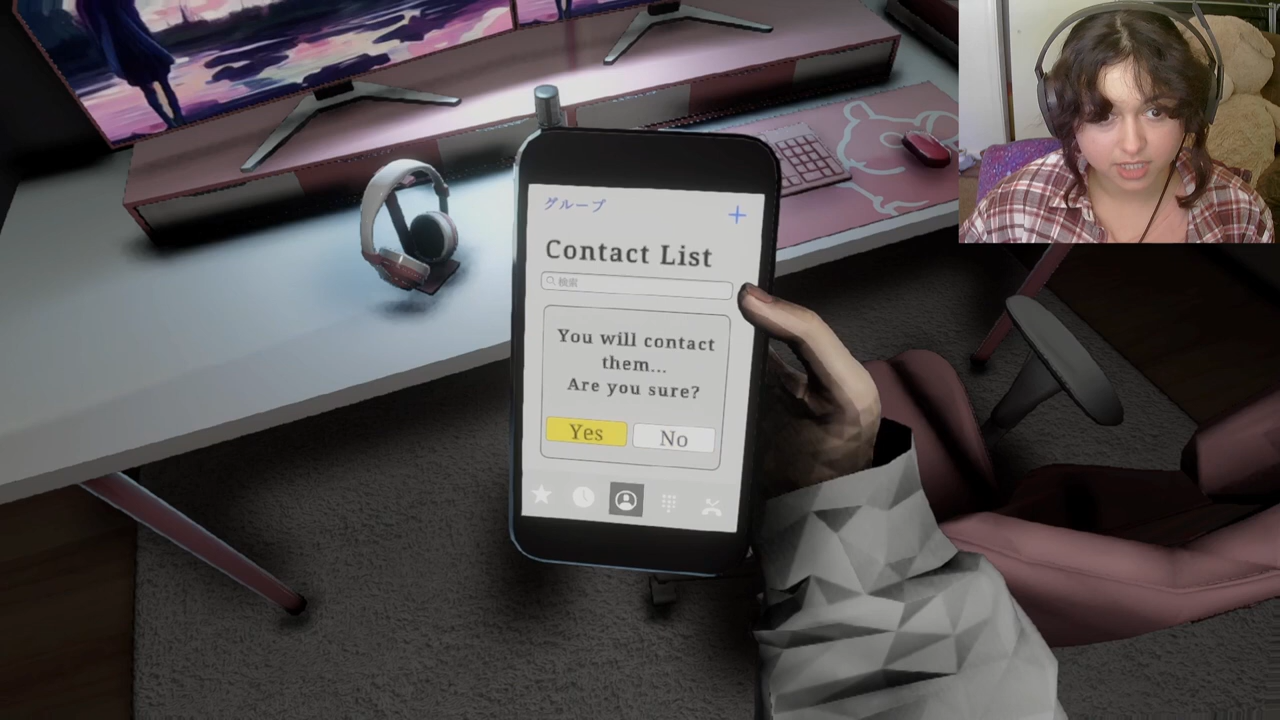 グループ
Contact List
検索
You will contact
them...
Are you sure?
Yes
No